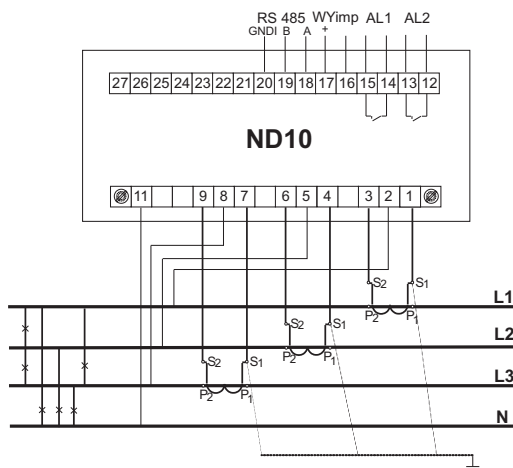 RS 485 WYimp AL1 AL2
GNDI B A +
27 26 25 24 23 22 21 20 19 18 17 16 15 14 13 12
ND10
11 9 8 7 6 5 4 3 2 1
S2 S1
L1
P2 P1
S2 S1
L2
P2 P1
S2 S1
L3
P2 P1
N